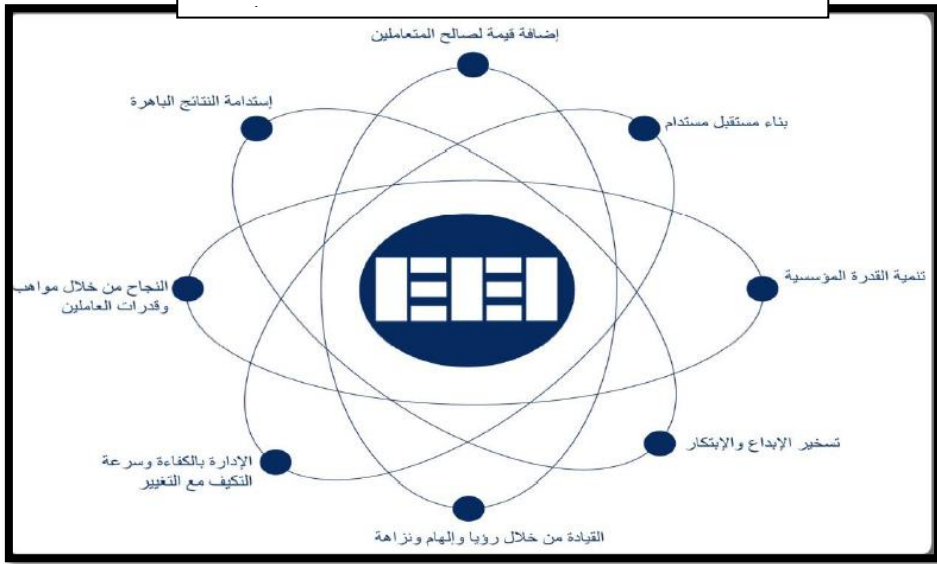 إضافة قيمة لصالح المتعاملين
بناء مستقبل مستدام
تنمية القدرة المؤسسية
تسخير الإبداع والإبتكار
القيادة من خلال رؤيا وإلهام ونزاهة
الإدارة بالكفاءة وسرعة
التكيف مع التغيير
النجاح من خلال مواهب
وقدرات العاملين
إستدامة النتائج الباهرة